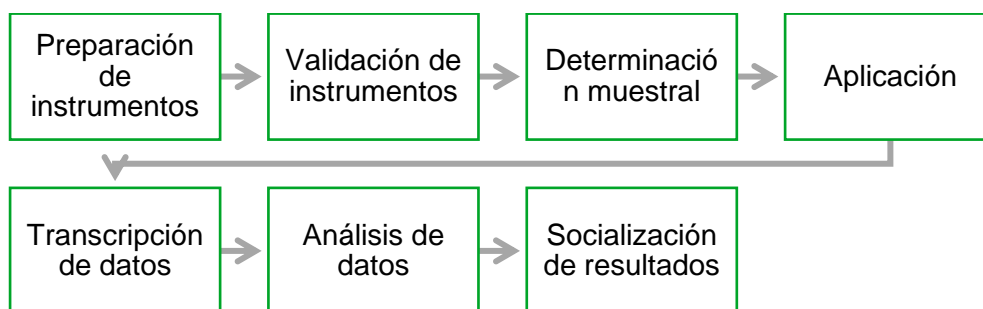 Preparación
de
instrumentos
Validación de
instrumentos
Determinació
n muestral
Aplicación
Transcripción
de datos
Análisis de
datos
Socialización
de resultados